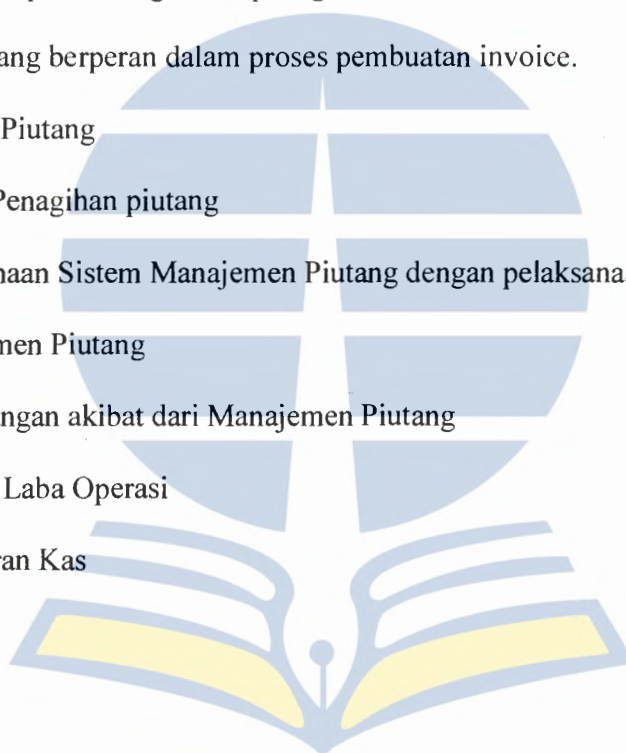 ang berperan dalam proses pembuatan invoice.
Piutang
Penagihan piutang
naan Sistem Manajemen Piutang dengan pelaksana
men Piutang
ngan akibat dari Manajemen Piutang
Laba Operasi
ran Kas